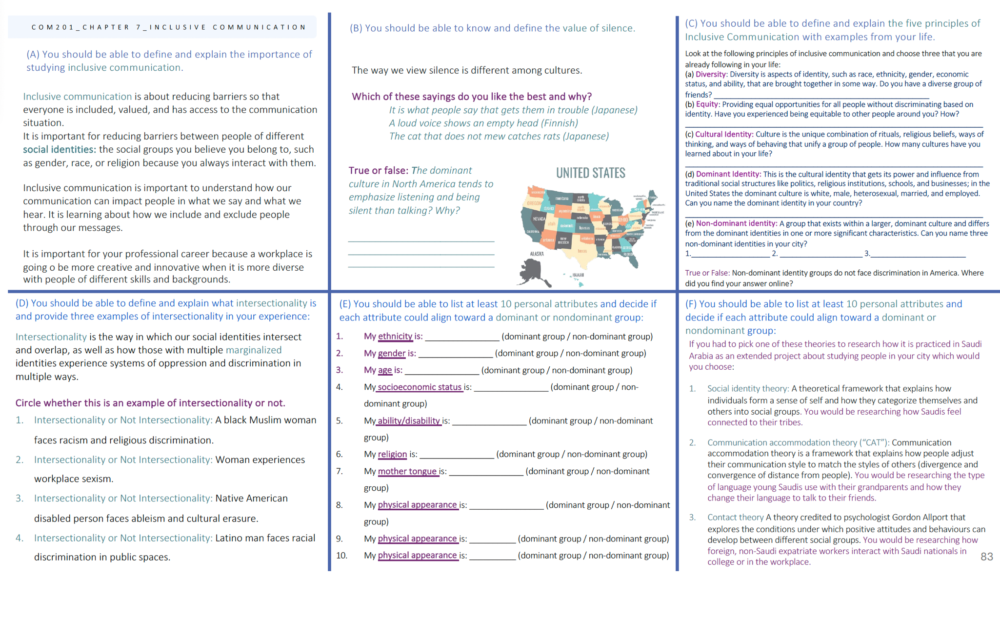 COM201_CHAPTER 7_INCLUSIVE COMMUNICATION
(A) You should be able to define and explain the importance of
studying inclusive communication.
Inclusive communication is about reducing barriers so that
everyone is included, valued, and has access to the communication
situation.
It is important for reducing barriers between people of different
social identities: the social groups you believe you belong to, such
as gender, race, or religion because you always interact with them.
Inclusive communication is important to understand how our
communication can impact people in what we say and what we
hear. It is learning about how we include and exclude people
through our messages.
It is important for your professional career because a workplace is
going o be more creative and innovative when it is more diverse
with people of different skills and backgrounds.
(B) You should be able to know and define the value of silence.
The way we view silence is different among cultures.
Which of these sayings do you like the best and why?
It is what people say that gets them in trouble (Japanese)
A loud voice shows an empty head (Finnish)
The cat that does not mew catches rats (Japanese)
True or false: The dominant
culture in North America tends to
emphasize listening and being
silent than talking? Why?
UNITED STATES
WASHINGTON
OREGON
IDAHO
montana
north dakota
wyoming
NEVADA
utah
colorado
nebraska
kansas
iowa
OHIO
CALIFORNIA
arizona
new mexico
oklahoma
texas
ALABAMA
GEORGIA
FLORIDA
ALASKA
HAWAII
(C) You should be able to define and explain the five principles of
Inclusive Communication with examples from your life.
Look at the following principles of inclusive communication and choose three that you are
already following in your life:
(a) Diversity: Diversity is aspects of identity, such as race, ethnicity, gender, economic
status, and ability, that are brought together in some way. Do you have a diverse group of
friends? ____________
(b) Equity: Providing equal opportunities for all people without discriminating based on
identity. Have you experienced being equitable to other people around you? How?
(c) Cultural Identity: Culture is the unique combination of rituals, religious beliefs, ways of
thinking, and ways of behaving that unify a group of people. How many cultures have you
learned about in your life?
(d) Dominant Identity: This is the cultural identity that gets its power and influence from
traditional social structures like politics, religious institutions, schools, and businesses; in the
United States the dominant culture is white, male, heterosexual, married, and employed.
Can you name the dominant identity in your country?
(e) Non-dominant identity: A group that exists within a larger, dominant culture and differs
from the dominant identities in one or more significant characteristics. Can you name three
non-dominant identities in your city?
1.____________ 2. ____________ 3.____________
True or False: Non-dominant identity groups do not face discrimination in America. Where
did you find your answer online?
(D) You should be able to define and explain what intersectionality is
and provide three examples of intersectionality in your experience:
Intersectionality is the way in which our social identities intersect
and overlap, as well as how those with multiple marginalized
identities experience systems of oppression and discrimination in
multiple ways.
Circle whether this is an example of intersectionality or not.
1. Intersectionality or Not Intersectionality: A black Muslim woman
faces racism and religious discrimination.
2. Intersectionality or Not Intersectionality: Woman experiences
workplace sexism.
3. Intersectionality or Not Intersectionality: Native American
disabled person faces ableism and cultural erasure.
4. Intersectionality or Not Intersectionality: Latino man faces racial
discrimination in public spaces.
(E) You should be able to list at least 10 personal attributes and decide if
each attribute could align toward a dominant or nondominant group:
1. My ethnicity is: ____________ (dominant group / non-dominant group)
2. My gender is: ____________ (dominant group / non-dominant group)
3. My age is: ____________ (dominant group / non-dominant group)
4. My socioeconomic status is: ____________ (dominant group / non-
dominant group)
5. My ability/disability is: ____________ (dominant group / non-dominant
group)
6. My religion is: ____________ (dominant group / non-dominant group)
7. My mother tongue is: ____________ (dominant group / non-dominant
group)
8. My physical appearance is: ____________ (dominant group / non-dominant
group)
9. My physical appearance is: ________ (dominant group / non-dominant group)
10. My physical appearance is: ________ (dominant group / non-dominant group)
(F) You should be able to list at least 10 personal attributes and
decide if each attribute could align toward a dominant or
nondominant group:
If you had to pick one of these theories to research how it is practiced in Saudi
Arabia as an extended project about studying people in your city which would
you choose:
1. Social identity theory: A theoretical framework that explains how
individuals form a sense of self and how they categorize themselves and
others into social groups. You would be researching how Saudis feel
connected to their tribes.
2. Communication accommodation theory (“CAT”): Communication
accommodation theory is a framework that explains how people adjust
their communication style to match the styles of others (divergence and
convergence of distance from people). You would be researching the type
of language young Saudis use with their grandparents and how they
change their language to talk to their friends.
3. Contact theory A theory credited to psychologist Gordon Allport that
explores the conditions under which positive attitudes and behaviours can
develop between different social groups. You would be researching how
foreign, non-Saudi expatriate workers interact with Saudi nationals in
college or in the workplace.
83